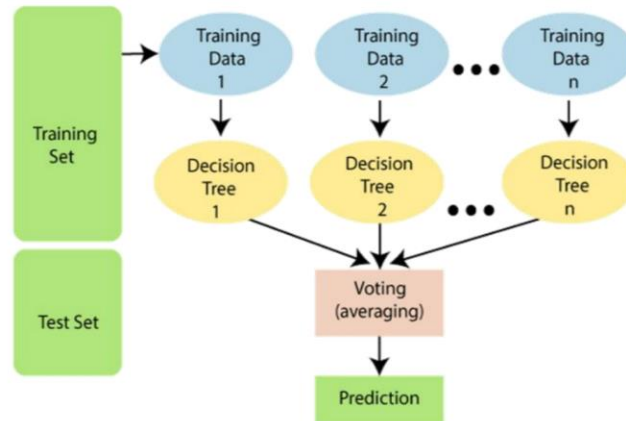 Training
Data
1
Training
Data
2
Training
Data
n
Training
Set
Decision
Tree
1
Decision
Tree
2
Decision
Tree
n
Voting
(averaging)
Test Set
Prediction